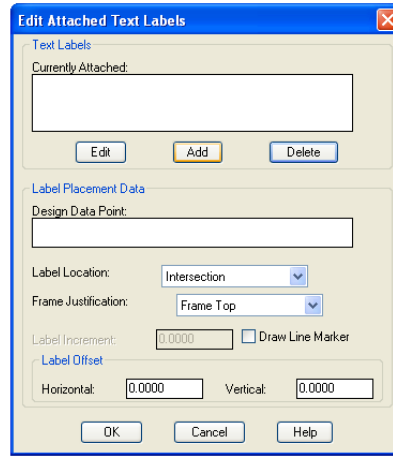 Edit Attached Text Labels
Text Labels
Currently Attached:
Edit Add Delete
Label Placement Data
Design Data Point:
Label Location: Intersection
Frame Justification: Frame Top
Label Increment: 0.0000 Draw Line Marker
Label Offset
Horizontal: 0.0000 Vertical: 0.0000
OK Cancel Help